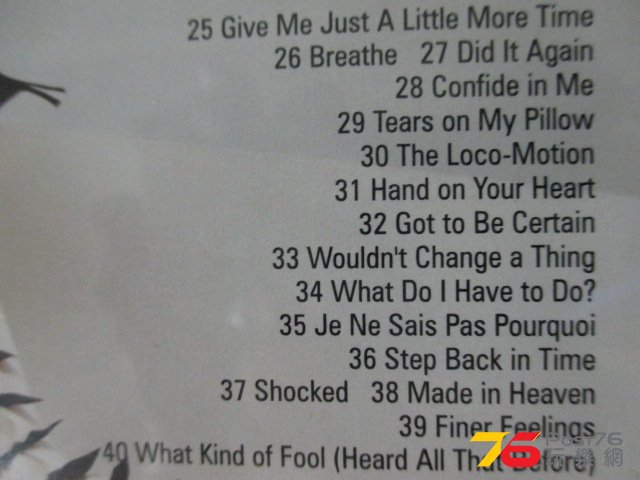 25 Give Me Just A Little More Time
26 Breathe 27 Did It Again
28 Confide in Me
29 Tears on My Pillow
30 The Loco-Motion
31 Hand on Your Heart
32 Got to Be Certain
33 Wouldn't Change a Thing
34 What Do I Have to Do?
35 Je Ne Sais Pas Pourquoi
36 Step Back in Time
37 Shocked 38 Made in Heaven
39 Finer Feelings
40 What Kind of Fool (Heard All That Before)
76 Post76
玩樂網